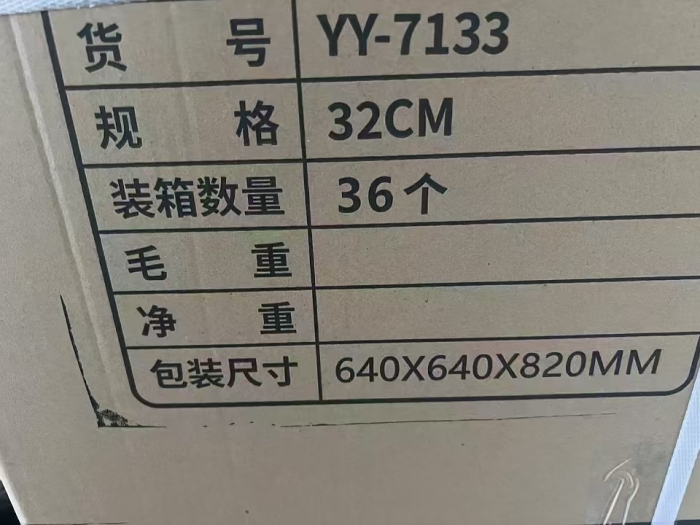 货 号 YY-7133
规 格 32CM
装箱数量 36个
毛 重
净 重
包装尺寸 640X640X820MM